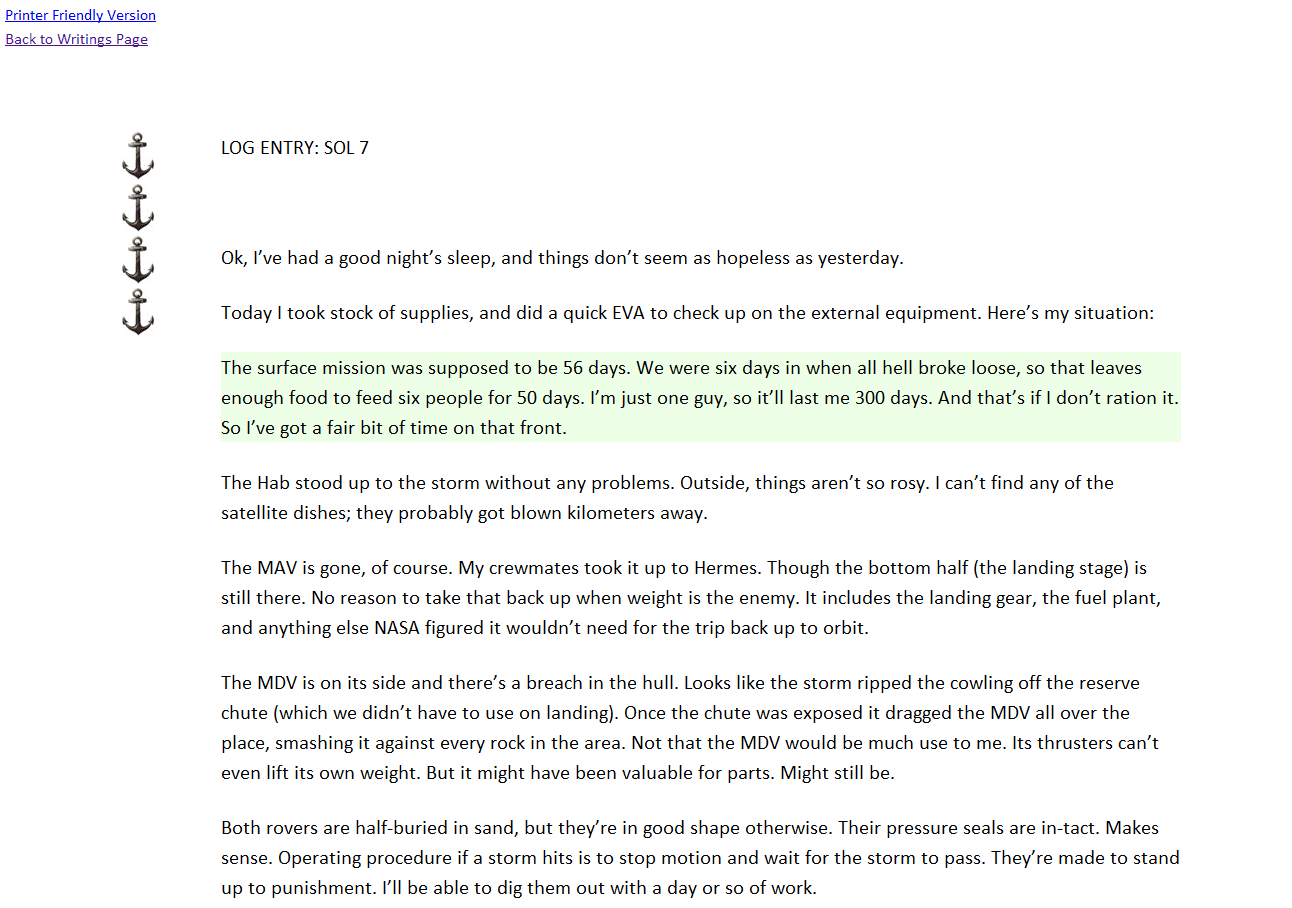 Printer Friendly Version
Back to Writings Page
LOG ENTRY: SOL 7
Ok, I’ve had a good night’s sleep, and things don’t seem as hopeless as yesterday.
Today I took stock of supplies, and did a quick EVA to check up on the external equipment. Here’s my situation:
The surface mission was supposed to be 56 days. We were six days in when all hell broke loose, so that leaves
enough food to feed six people for 50 days. I’m just one guy, so it’ll last me 300 days. And that’s if I don’t ration it.
So I’ve got a fair bit of time on that front.
The Hab stood up to the storm without any problems. Outside, things aren’t so rosy. I can’t find any of the
satellite dishes; they probably got blown kilometers away.
The MAV is gone, of course. My crewmates took it up to Hermes. Though the bottom half (the landing stage) is
still there. No reason to take that back up when weight is the enemy. It includes the landing gear, the fuel plant,
and anything else NASA figured it wouldn’t need for the trip back up to orbit.
The MDV is on its side and there’s a breach in the hull. Looks like the storm ripped the cowling off the reserve
chute (which we didn’t have to use on landing). Once the chute was exposed it dragged the MDV all over the
place, smashing it against every rock in the area. Not that the MDV would be much use to me. Its thrusters can’t
even lift its own weight. But it might have been valuable for parts. Might still be.
Both rovers are half-buried in sand, but they’re in good shape otherwise. Their pressure seals are in-tact. Makes
sense. Operating procedure if a storm hits is to stop motion and wait for the storm to pass. They’re made to stand
up to punishment. I’ll be able to dig them out with a day or so of work.